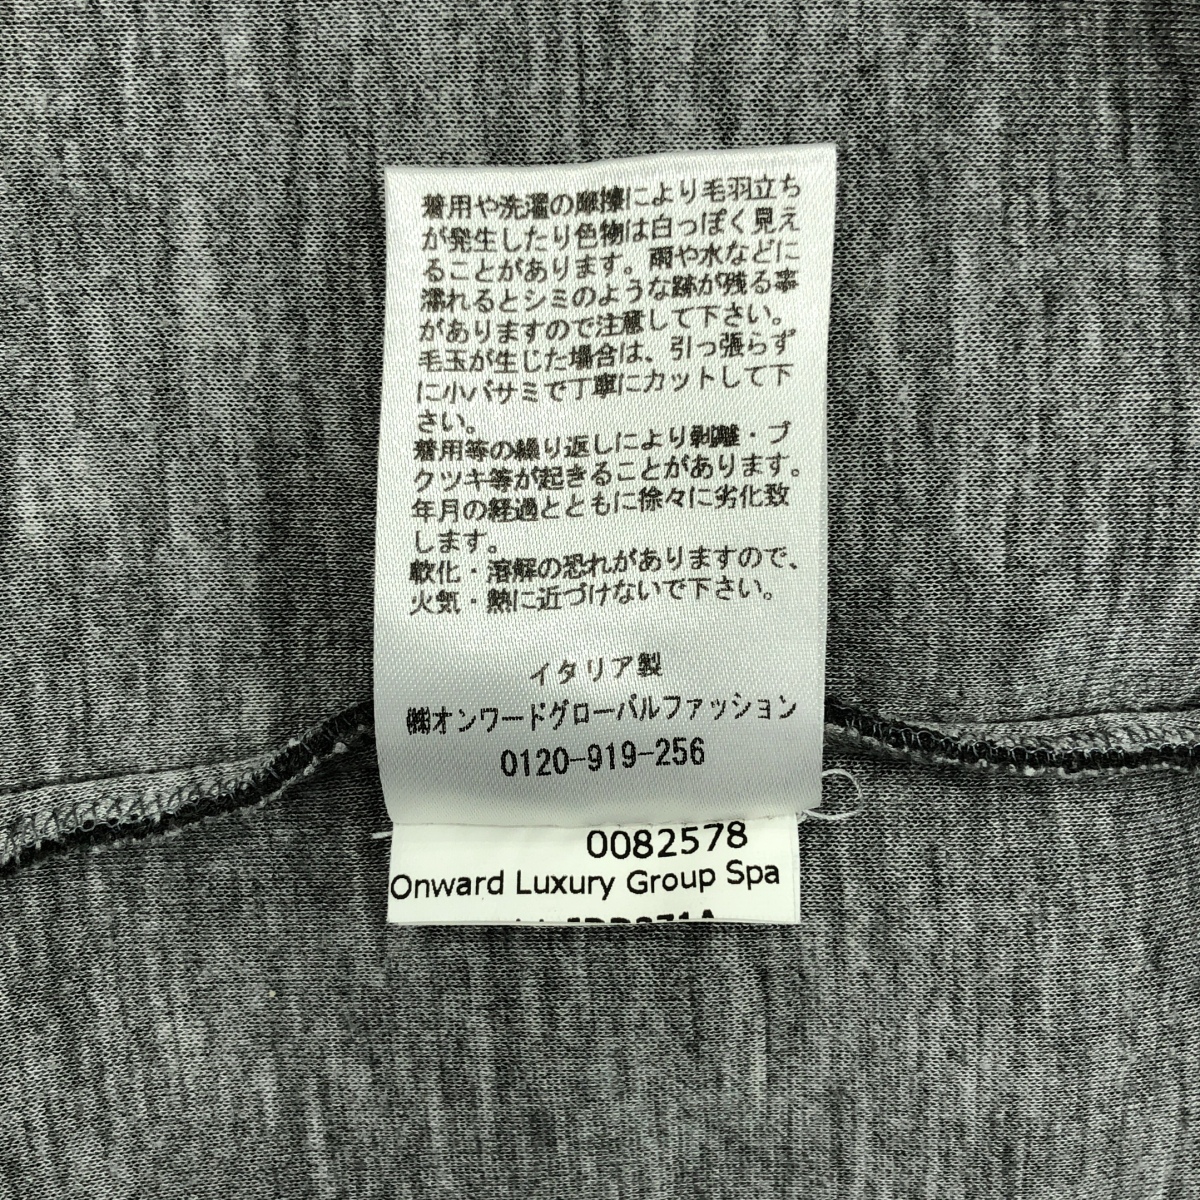 着用や洗濯の摩擦により毛羽立ち
が発生したり色物は白っぽく見え
ることがあります。雨や水などに
濡れるとシミのような跡が残る事
がありますので注意して下さい。
毛玉が生じた場合は、引っ張らず
に小バサミで丁寧にカットして下
さい。
着用等の繰り返しにより剥離・ブ
クツキ等が起きることがあります。
年月の経過とともに徐々に劣化致
します。
軟化・溶解の恐れがありますので、
火気・熱に近づけないで下さい。
イタリア製
㈱オンワードグローバルファッション
0120-919-256
0082578
Onward Luxury Group Spa